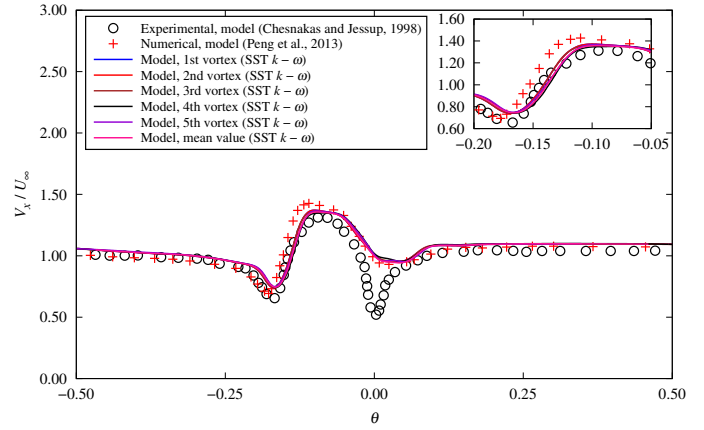 3.00
2.50
2.00
1.50
1.00
0.50
0.00
V_x / U_∞
−0.50
−0.25
0.00
0.25
0.50
θ
Experimental, model (Chesnakas and Jessup, 1998)
Numerical, model (Peng et al., 2013)
Model, 1st vortex (SST k − ω)
Model, 2nd vortex (SST k − ω)
Model, 3rd vortex (SST k − ω)
Model, 4th vortex (SST k − ω)
Model, 5th vortex (SST k − ω)
Model, mean value (SST k − ω)
1.40
1.20
1.00
0.80
0.60
−0.20
−0.15
−0.10
−0.05